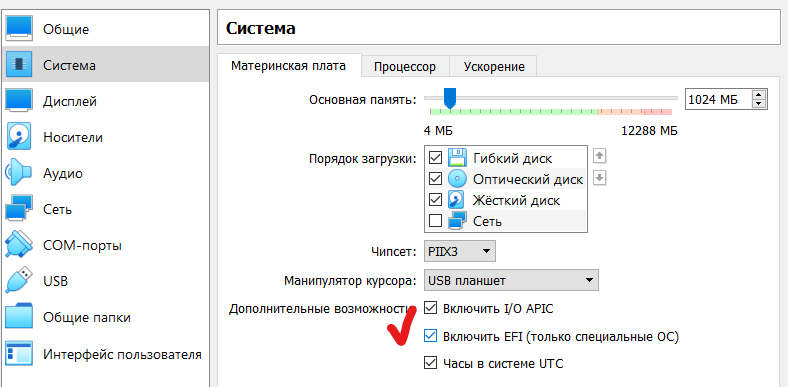 Общие
Система
Дисплей
Носители
Аудио
Сеть
COM-порты
USB
Общие папки
Интерфейс пользователя
Система
Материнская плата
Процессор
Ускорение
Основная память:
1024 МБ
4 МБ
12288 МБ
Порядок загрузки:
Гибкий диск
Оптический диск
Жёсткий диск
Сеть
Чипсет:
PIIX3
Манипулятор курсора:
USB планшет
Дополнительные возможности:
Включить I/O APIC
Включить EFI (только специальные ОС)
Часы в системе UTC